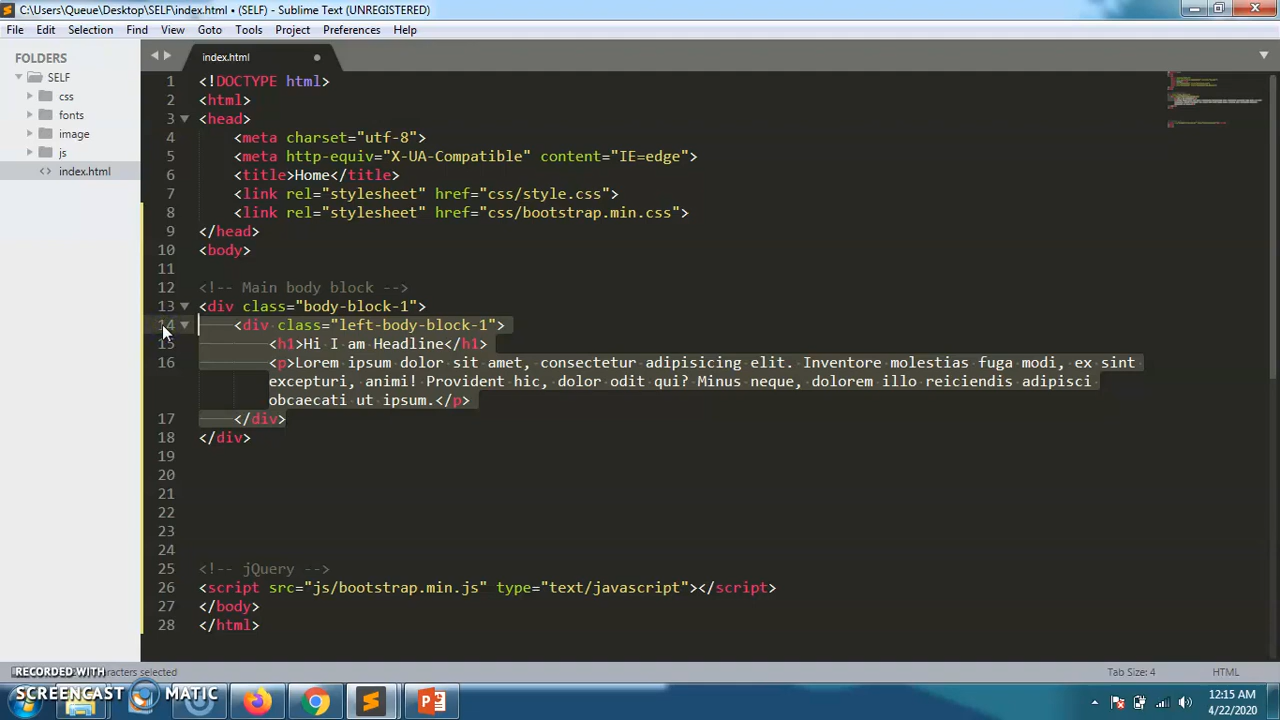 C:\Users\Queue\Desktop\SELF\index.html • (SELF) - Sublime Text (UNREGISTERED)
File Edit Selection Find View Goto Tools Project Preferences Help
FOLDERS
SELF
css
fonts
image
js
<> index.html
index.html
1 <!DOCTYPE html>
2 <html>
3 <head>
4 <meta charset="utf-8">
5 <meta http-equiv="X-UA-Compatible" content="IE=edge">
6 <title>Home</title>
7 <link rel="stylesheet" href="css/style.css">
8 <link rel="stylesheet" href="css/bootstrap.min.css">
9 </head>
10 <body>
11
12 <!-- Main body block -->
13 <div class="body-block-1">
14 <div class="left-body-block-1">
15 <h1>Hi I am Headline</h1>
16 <p>Lorem ipsum dolor sit amet, consectetur adipisicing elit. Inventore molestias fuga modi, ex sint
excepturi, animi! Provident hic, dolor odit qui? Minus neque, dolorem illo reiciendis adipisci
obcaecati ut ipsum.</p>
17 </div>
18 </div>
19
20
21
22
23
24
25 <!-- jQuery -->
26 <script src="js/bootstrap.min.js" type="text/javascript"></script>
27 </body>
28 </html>
RECORDED WITH
SCREENCAST MATIC
characters selected
Tab Size: 4 HTML
12:15 AM
4/22/2020